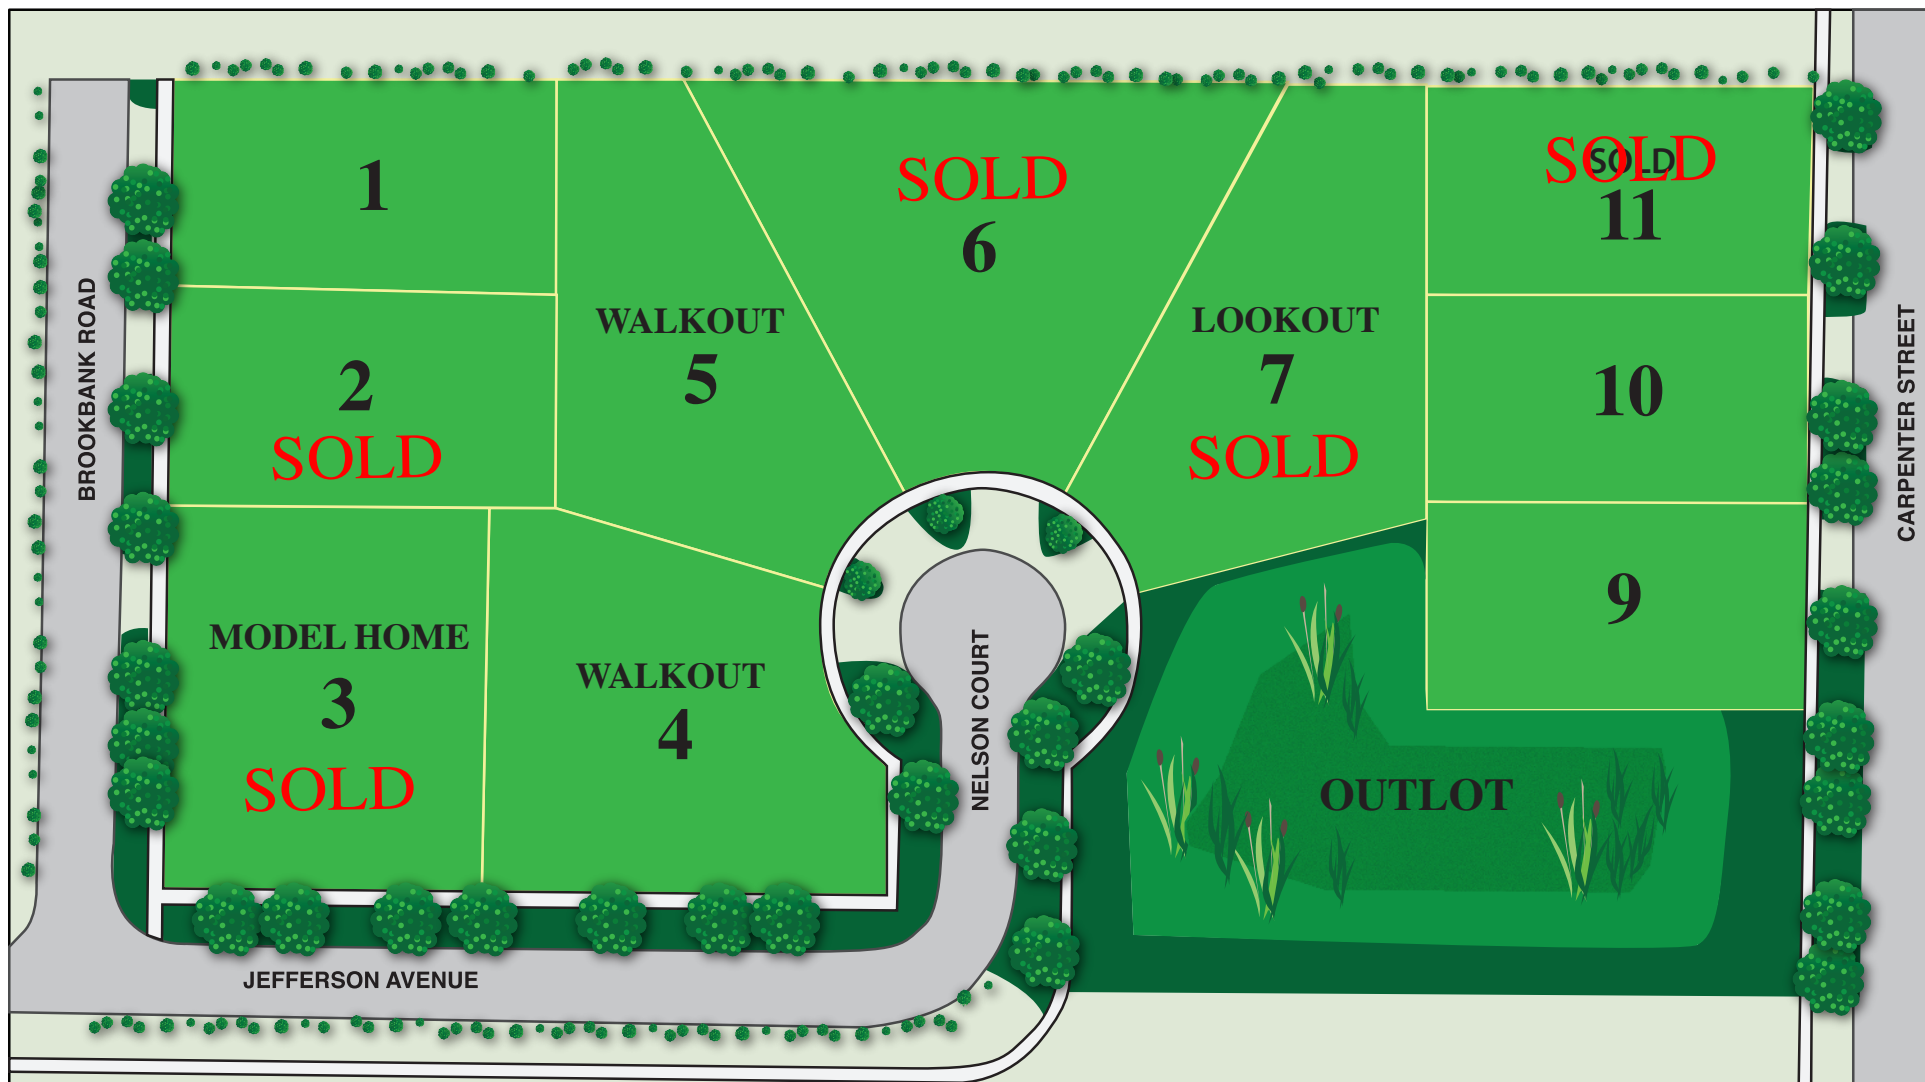 1
2
SOLD
MODEL HOME
3
SOLD
WALKOUT
4
WALKOUT
5
SOLD
6
LOOKOUT
7
SOLD
SOLD
SOLD
11
10
9
OUTLOT
BROOKBANK ROAD
JEFFERSON AVENUE
NELSON COURT
CARPENTER STREET